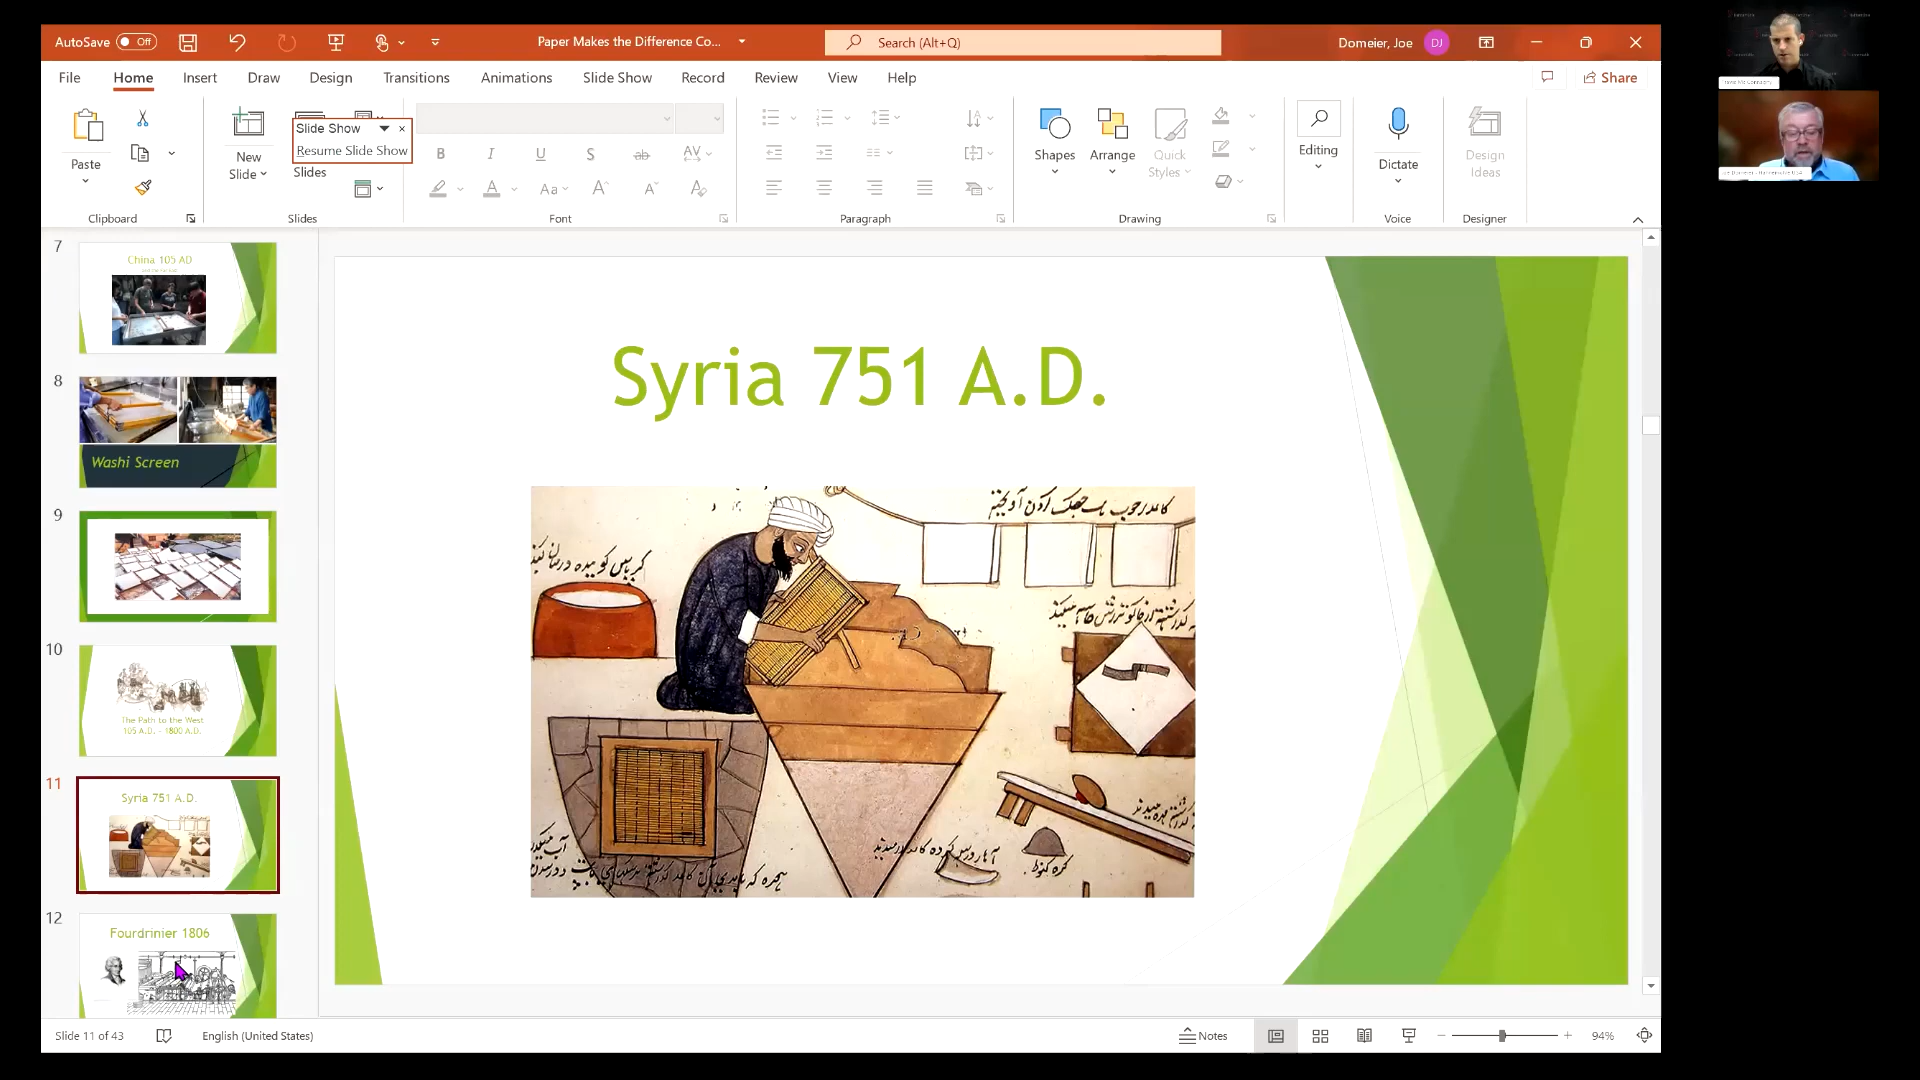 AutoSave Off
Paper Makes the Difference Co...
Search (Alt+Q)
Domeier, Joe DJ
File Home Insert Draw Design Transitions Animations Slide Show Record Review View Help
Share
Paste
New Slide
Slide Show
Resume Slide Show
Slides
B I U S ab AV
A Aa A A A
Shapes Arrange Quick Styles
Editing
Dictate
Design Ideas
Clipboard Slides Font Paragraph Drawing Voice Designer
7
China 105 AD
8
Washi Screen
9
10
The Path to the West
105 A.D. - 1800 A.D.
11
Syria 751 A.D.
12
Fourdrinier 1806
Syria 751 A.D.
Slide 11 of 43
English (United States)
Notes
94%